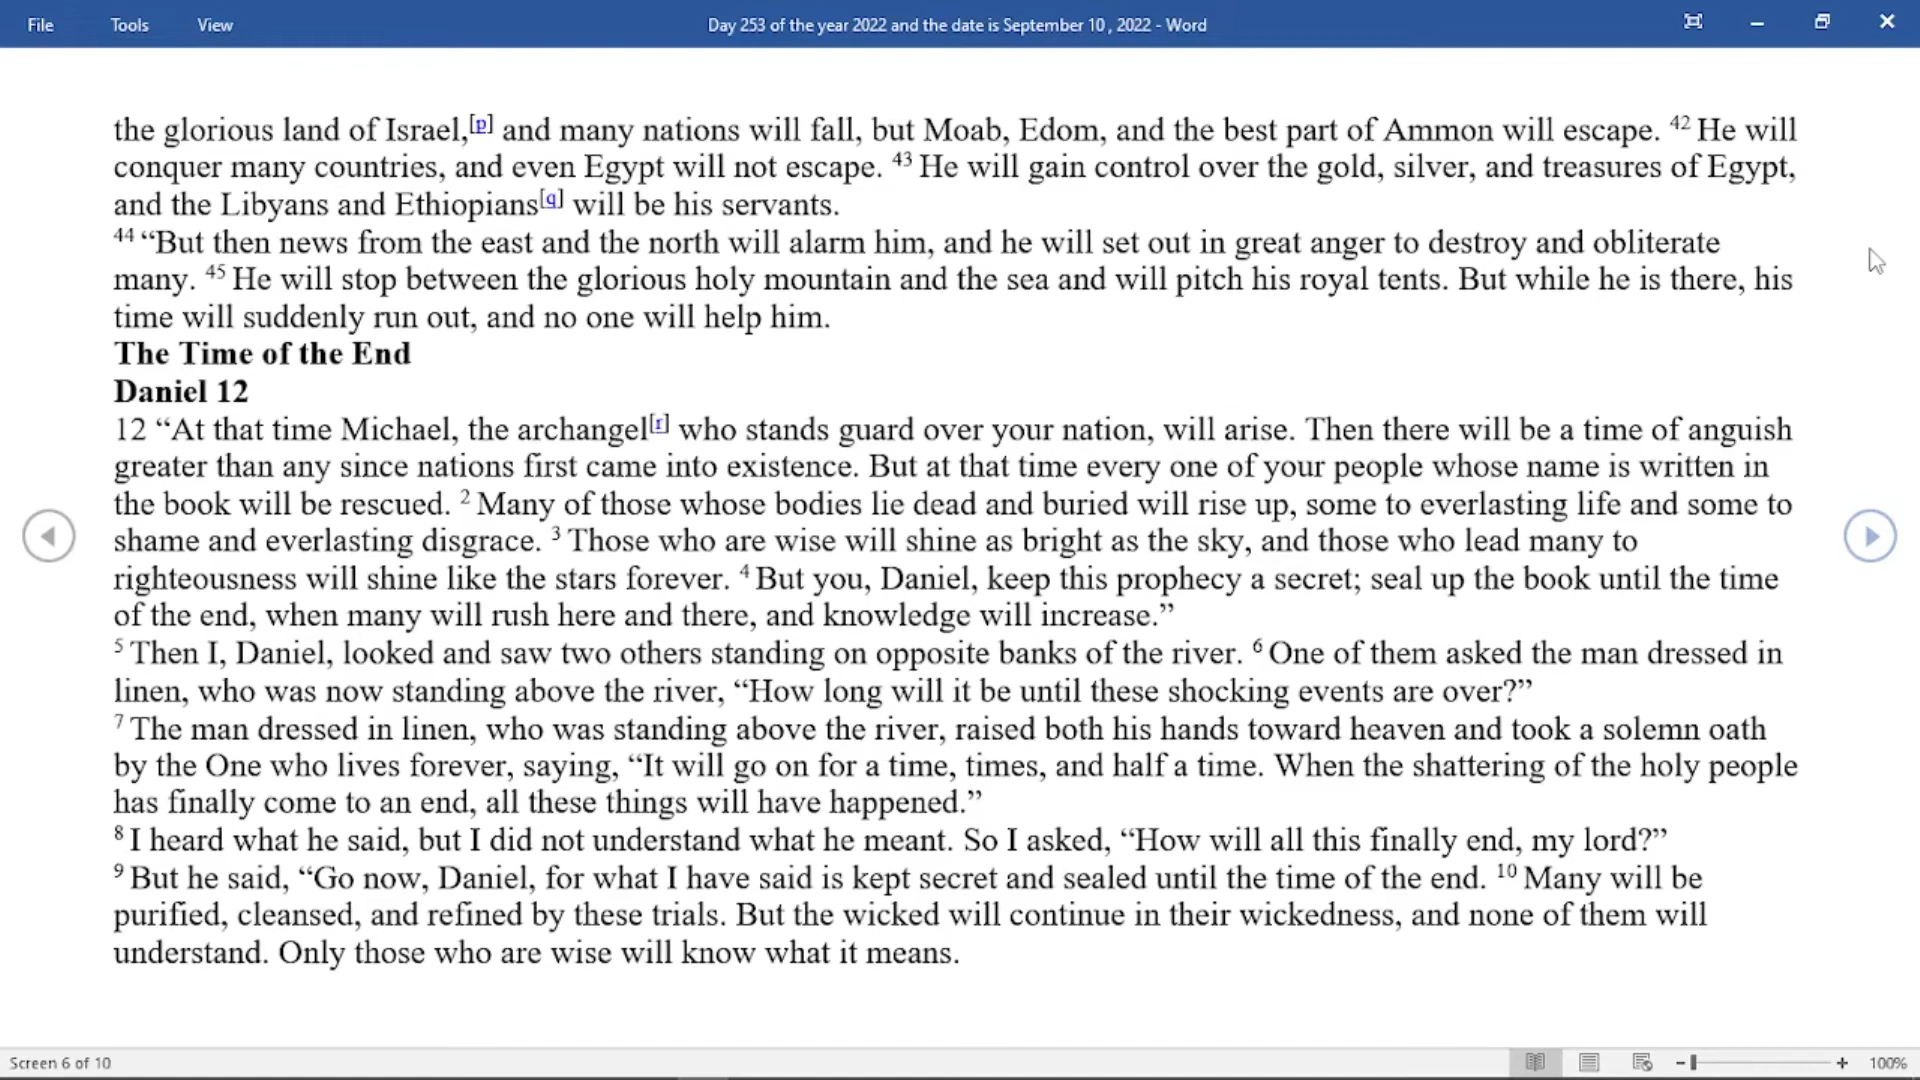 File Tools View Day 253 of the year 2022 and the date is September 10 , 2022 - Word
the glorious land of Israel,[p] and many nations will fall, but Moab, Edom, and the best part of Ammon will escape. 42 He will
conquer many countries, and even Egypt will not escape. 43 He will gain control over the gold, silver, and treasures of Egypt,
and the Libyans and Ethiopians[q] will be his servants.
44 “But then news from the east and the north will alarm him, and he will set out in great anger to destroy and obliterate
many. 45 He will stop between the glorious holy mountain and the sea and will pitch his royal tents. But while he is there, his
time will suddenly run out, and no one will help him.
The Time of the End
Daniel 12
12 “At that time Michael, the archangel[r] who stands guard over your nation, will arise. Then there will be a time of anguish
greater than any since nations first came into existence. But at that time every one of your people whose name is written in
the book will be rescued. 2 Many of those whose bodies lie dead and buried will rise up, some to everlasting life and some to
shame and everlasting disgrace. 3 Those who are wise will shine as bright as the sky, and those who lead many to
righteousness will shine like the stars forever. 4 But you, Daniel, keep this prophecy a secret; seal up the book until the time
of the end, when many will rush here and there, and knowledge will increase.”
5 Then I, Daniel, looked and saw two others standing on opposite banks of the river. 6 One of them asked the man dressed in
linen, who was now standing above the river, “How long will it be until these shocking events are over?”
7 The man dressed in linen, who was standing above the river, raised both his hands toward heaven and took a solemn oath
by the One who lives forever, saying, “It will go on for a time, times, and half a time. When the shattering of the holy people
has finally come to an end, all these things will have happened.”
8 I heard what he said, but I did not understand what he meant. So I asked, “How will all this finally end, my lord?”
9 But he said, “Go now, Daniel, for what I have said is kept secret and sealed until the time of the end. 10 Many will be
purified, cleansed, and refined by these trials. But the wicked will continue in their wickedness, and none of them will
understand. Only those who are wise will know what it means.
Screen 6 of 10 100%